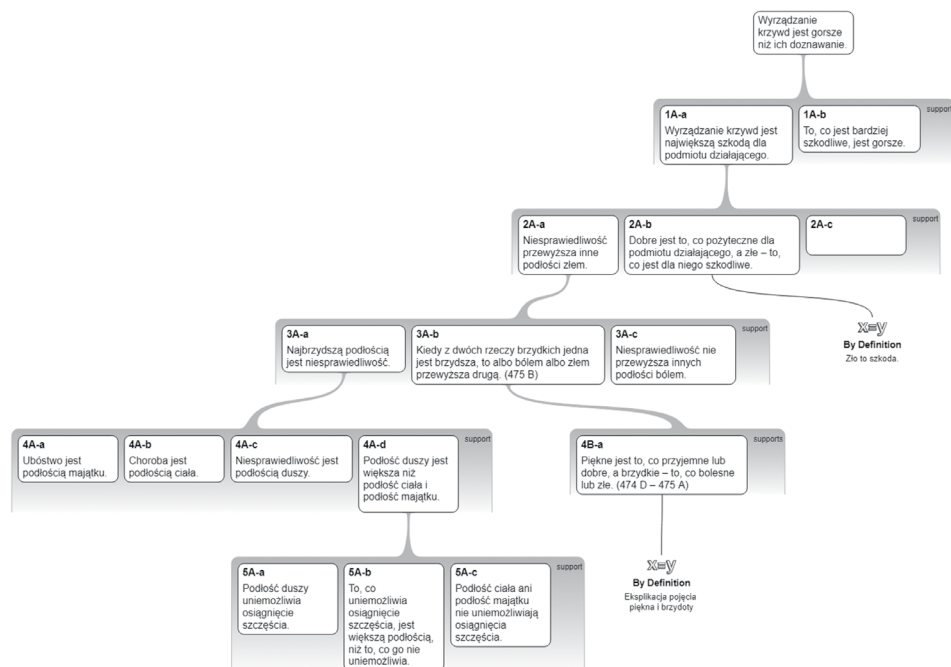 Wyrządzanie
krzywd jest gorsze
niż ich doznawanie.
support
1A-a
Wyrządzanie krzywd jest
największą szkodą dla
podmiotu działającego.
1A-b
To, co jest bardziej
szkodliwe, jest gorsze.
support
2A-a
Niesprawiedliwość
przewyższa inne
podłości złem.
2A-b
Dobre jest to, co pożyteczne dla
podmiotu działającego, a złe – to,
co jest dla niego szkodliwe.
2A-c
x=y
By Definition
Zło to szkoda.
support
3A-a
Najbrzydszą podłością
jest niesprawiedliwość.
3A-b
Kiedy z dwóch rzeczy brzydkich jedna
jest brzydsza, to albo bólem albo złem
przewyższa drugą. (475 B)
3A-c
Niesprawiedliwość nie
przewyższa innych
podłości bólem.
support
4A-a
Ubóstwo jest
podłością majątku.
4A-b
Choroba jest
podłością ciała.
4A-c
Niesprawiedliwość jest
podłością duszy.
4A-d
Podłość duszy jest
większa niż
podłość ciała i
podłość majątku.
supports
4B-a
Piękne jest to, co przyjemne lub
dobre, a brzydkie – to, co bolesne
lub złe. (474 D – 475 A)
x=y
By Definition
Eksplikacja pojęcia
piękna i brzydoty
support
5A-a
Podłość duszy
uniemożliwia
osiągnięcie
szczęścia.
5A-b
To, co
uniemożliwia
osiągnięcie
szczęścia, jest
większą podłością,
niż to, co go nie
uniemożliwia.
5A-c
Podłość ciała ani
podłość majątku
nie uniemożliwiają
osiągnięcia
szczęścia.